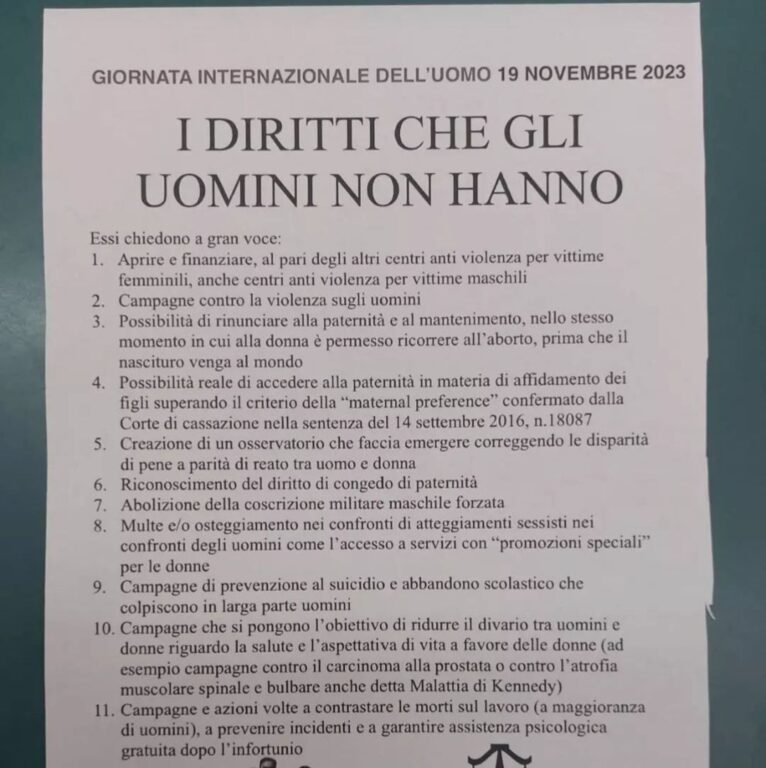 GIORNATA INTERNAZIONALE DELL'UOMO 19 NOVEMBRE 2023
I DIRITTI CHE GLI
UOMINI NON HANNO
Essi chiedono a gran voce:
1. Aprire e finanziare, al pari degli altri centri anti violenza per vittime
femminili, anche centri anti violenza per vittime maschili
2. Campagne contro la violenza sugli uomini
3. Possibilità di rinunciare alla paternità e al mantenimento, nello stesso
momento in cui alla donna è permesso ricorrere all'aborto, prima che il
nascituro venga al mondo
4. Possibilità reale di accedere alla paternità in materia di affidamento dei
figli superando il criterio della "maternal preference" confermato dalla
Corte di cassazione nella sentenza del 14 settembre 2016, n.18087
5. Creazione di un osservatorio che faccia emergere correggendo le disparità
di pene a parità di reato tra uomo e donna
6. Riconoscimento del diritto di congedo di paternità
7. Abolizione della coscrizione militare maschile forzata
8. Multe e/o osteggiamento nei confronti di atteggiamenti sessisti nei
confronti degli uomini come l'accesso a servizi con "promozioni speciali"
per le donne
9. Campagne di prevenzione al suicidio e abbandono scolastico che
colpiscono in larga parte uomini
10. Campagne che si pongono l'obiettivo di ridurre il divario tra uomini e
donne riguardo la salute e l'aspettativa di vita a favore delle donne (ad
esempio campagne contro il carcinoma alla prostata o contro l'atrofia
muscolare spinale e bulbare anche detta Malattia di Kennedy)
11. Campagne e azioni volte a contrastare le morti sul lavoro (a maggioranza
di uomini), a prevenire incidenti e a garantire assistenza psicologica
gratuita dopo l'infortunio